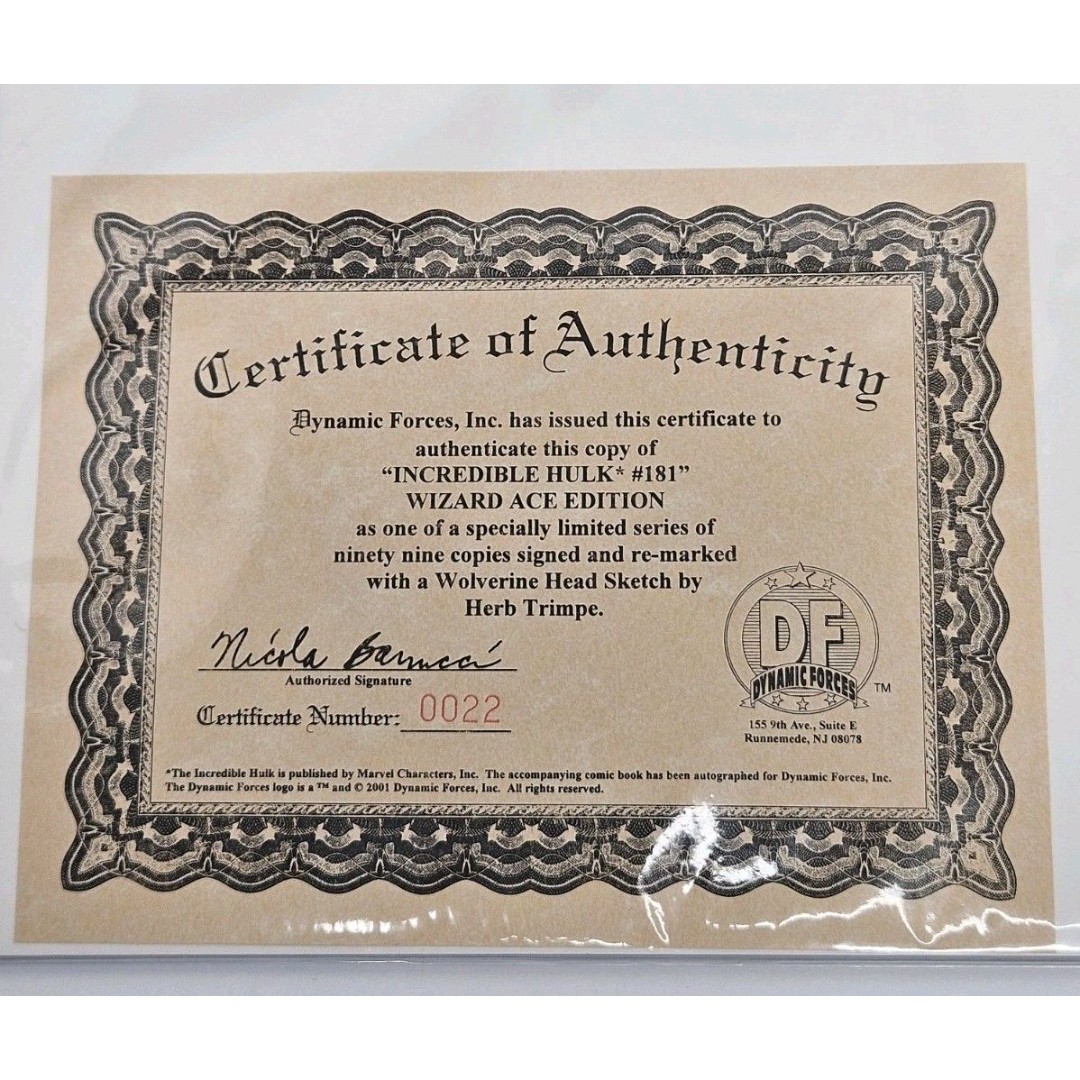 Certificate of Authenticity
Dynamic Forces, Inc. has issued this certificate to
authenticate this copy of
“INCREDIBLE HULK* #181”
WIZARD ACE EDITION
as one of a specially limited series of
ninety nine copies signed and re-marked
with a Wolverine Head Sketch by
Herb Trimpe.
Nicola Barrucci
Authorized Signature
Certificate Number: 0022
DF
DYNAMIC FORCES
TM
155 9th Ave., Suite E
Runnemede, NJ 08078
*The Incredible Hulk is published by Marvel Characters, Inc. The accompanying comic book has been autographed for Dynamic Forces, Inc.
The Dynamic Forces logo is a ™ and © 2001 Dynamic Forces, Inc. All rights reserved.